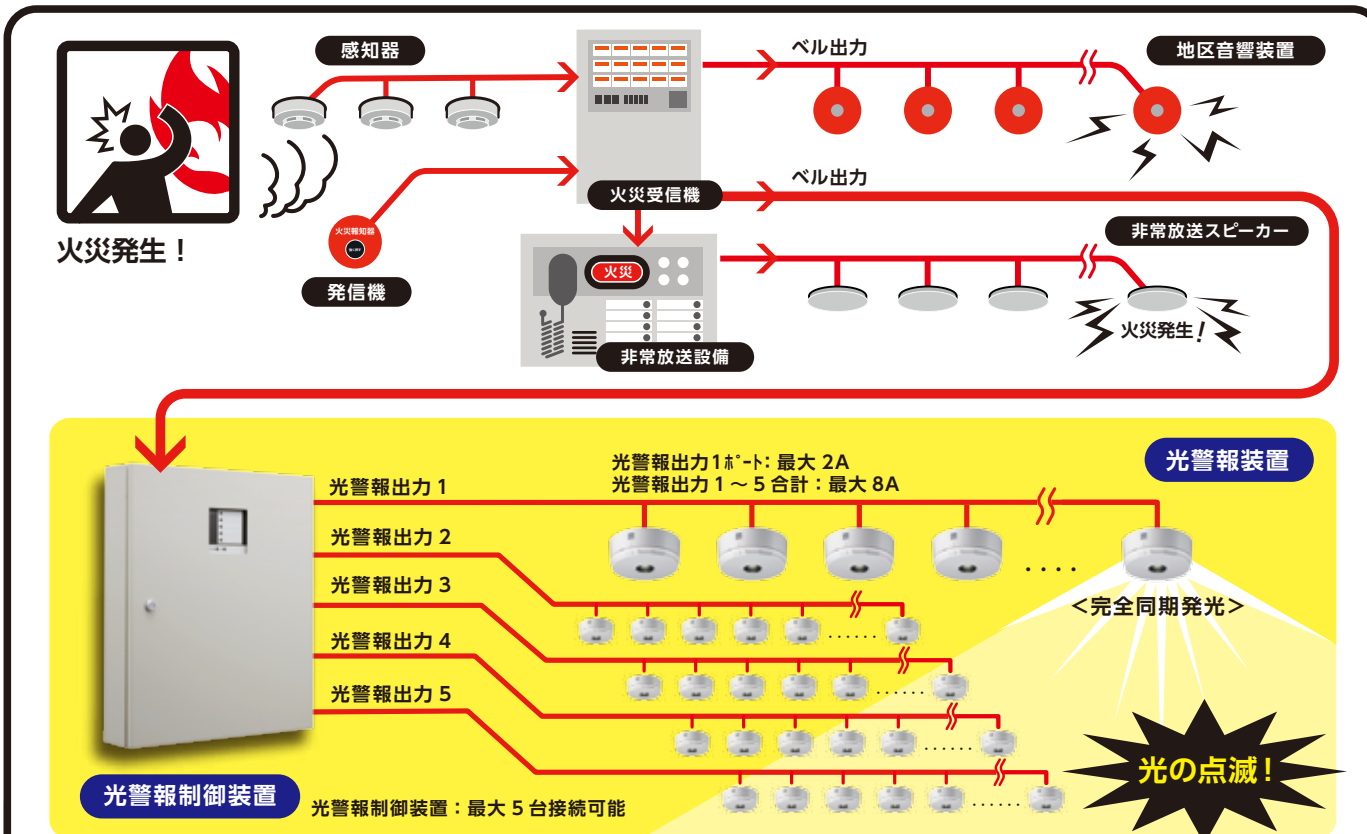 感知器
ベル出力
地区音響装置
火災発生！
火災報知器
発信機
火災受信機
ベル出力
非常放送スピーカー
火災
火災発生！
非常放送設備
光警報装置
光警報出力1ﾎﾟｰﾄ：最大 2A
光警報出力 1 ～ 5 合計：最大 8A
光警報出力 1
光警報出力 2
光警報出力 3
光警報出力 4
光警報出力 5
＜完全同期発光＞
光の点滅！
光警報制御装置
光警報制御装置：最大 5 台接続可能